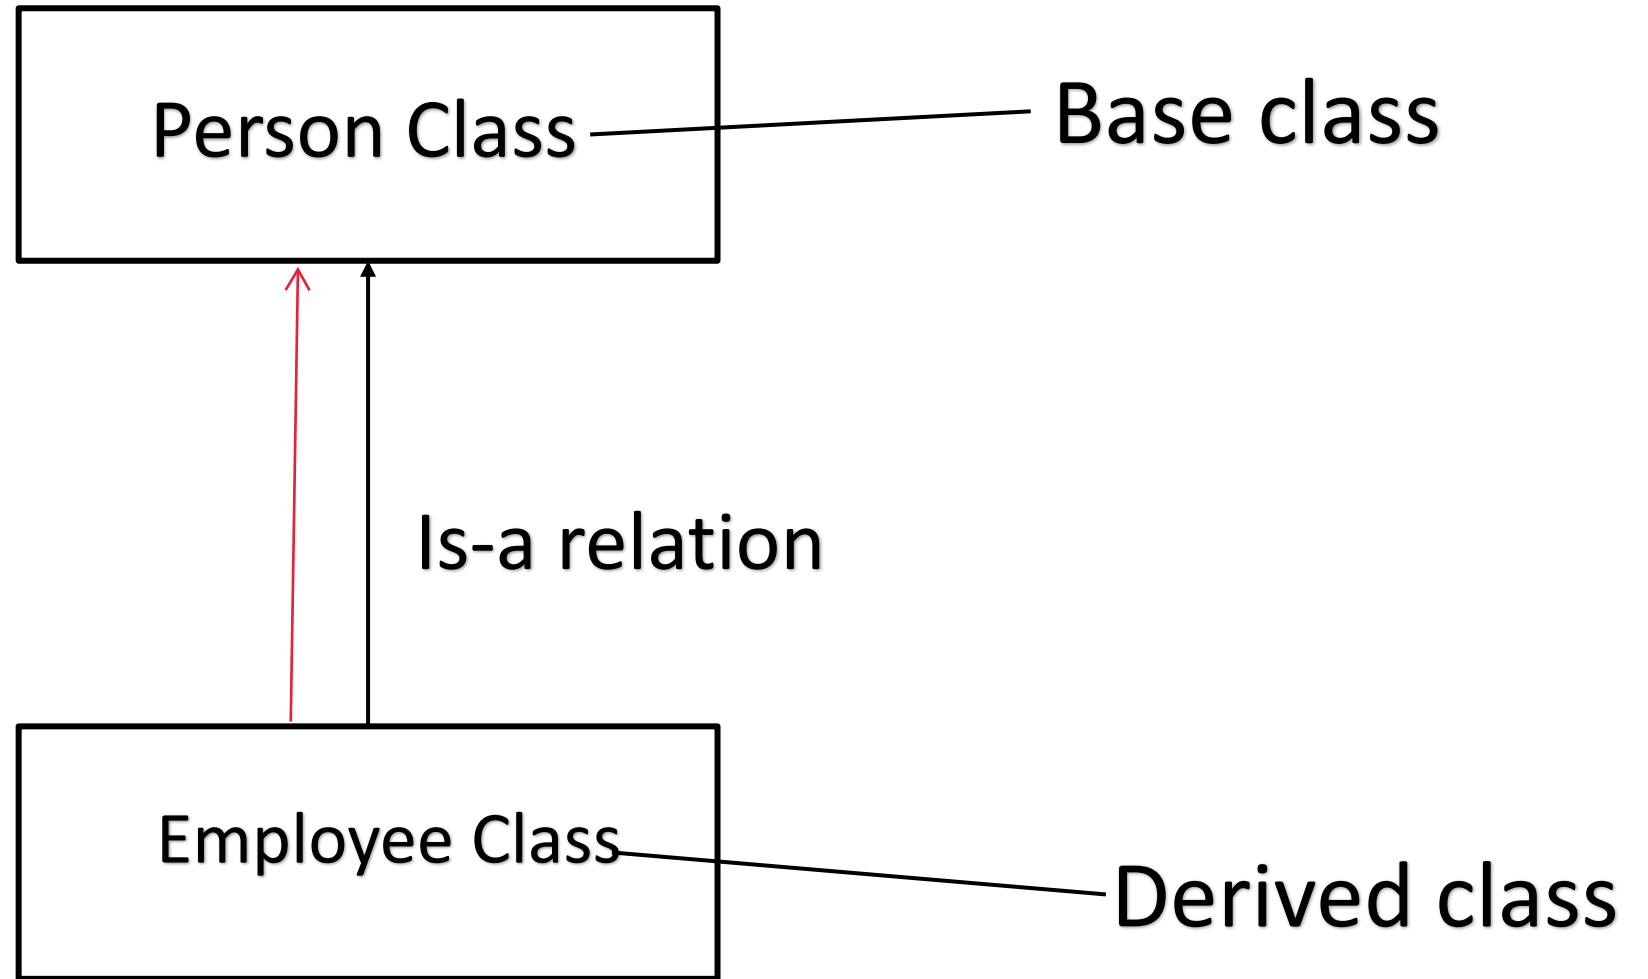 Person Class
Base class
Is-a relation
Employee Class
Derived class